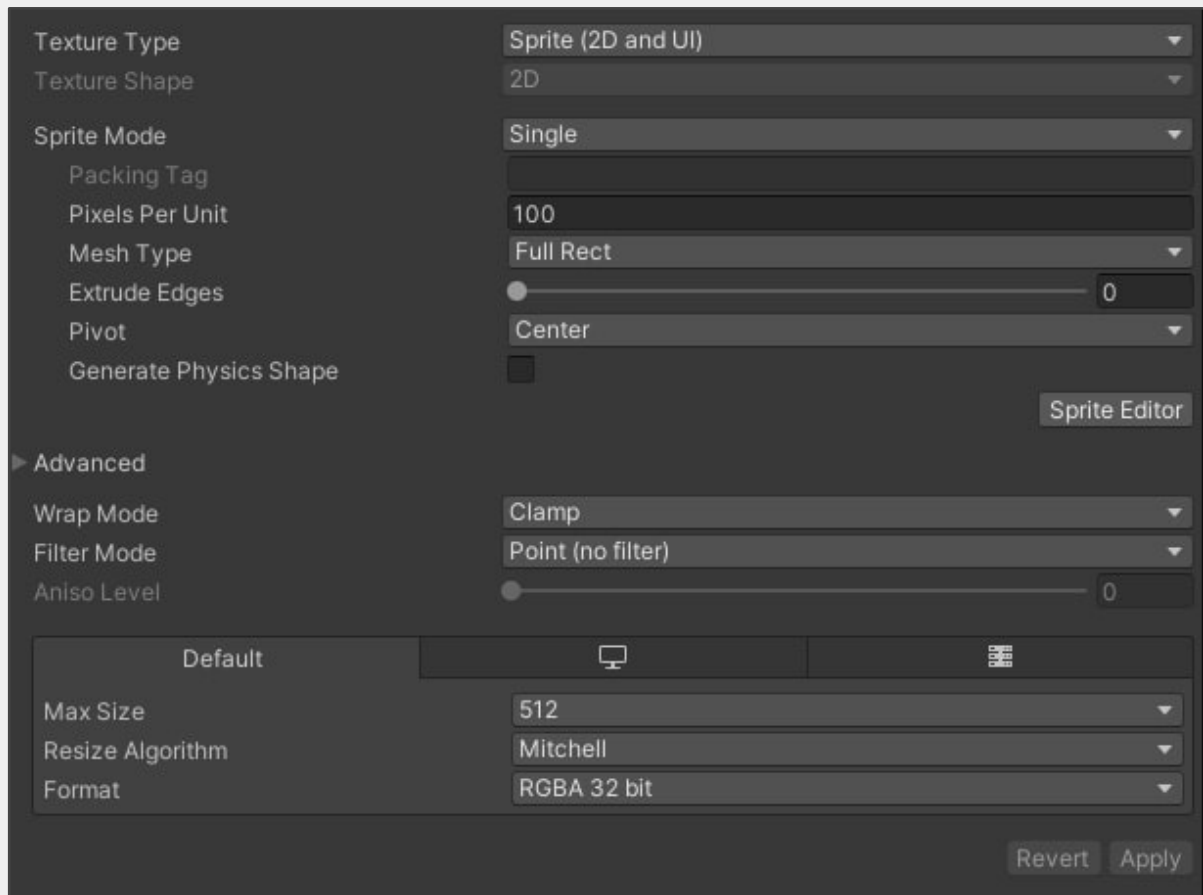 Texture Type Sprite (2D and UI)
Texture Shape 2D
Sprite Mode Single
Packing Tag
Pixels Per Unit 100
Mesh Type Full Rect
Extrude Edges 0
Pivot Center
Generate Physics Shape
Sprite Editor
Advanced
Wrap Mode Clamp
Filter Mode Point (no filter)
Aniso Level 0
Default
Max Size 512
Resize Algorithm Mitchell
Format RGBA 32 bit
Revert Apply